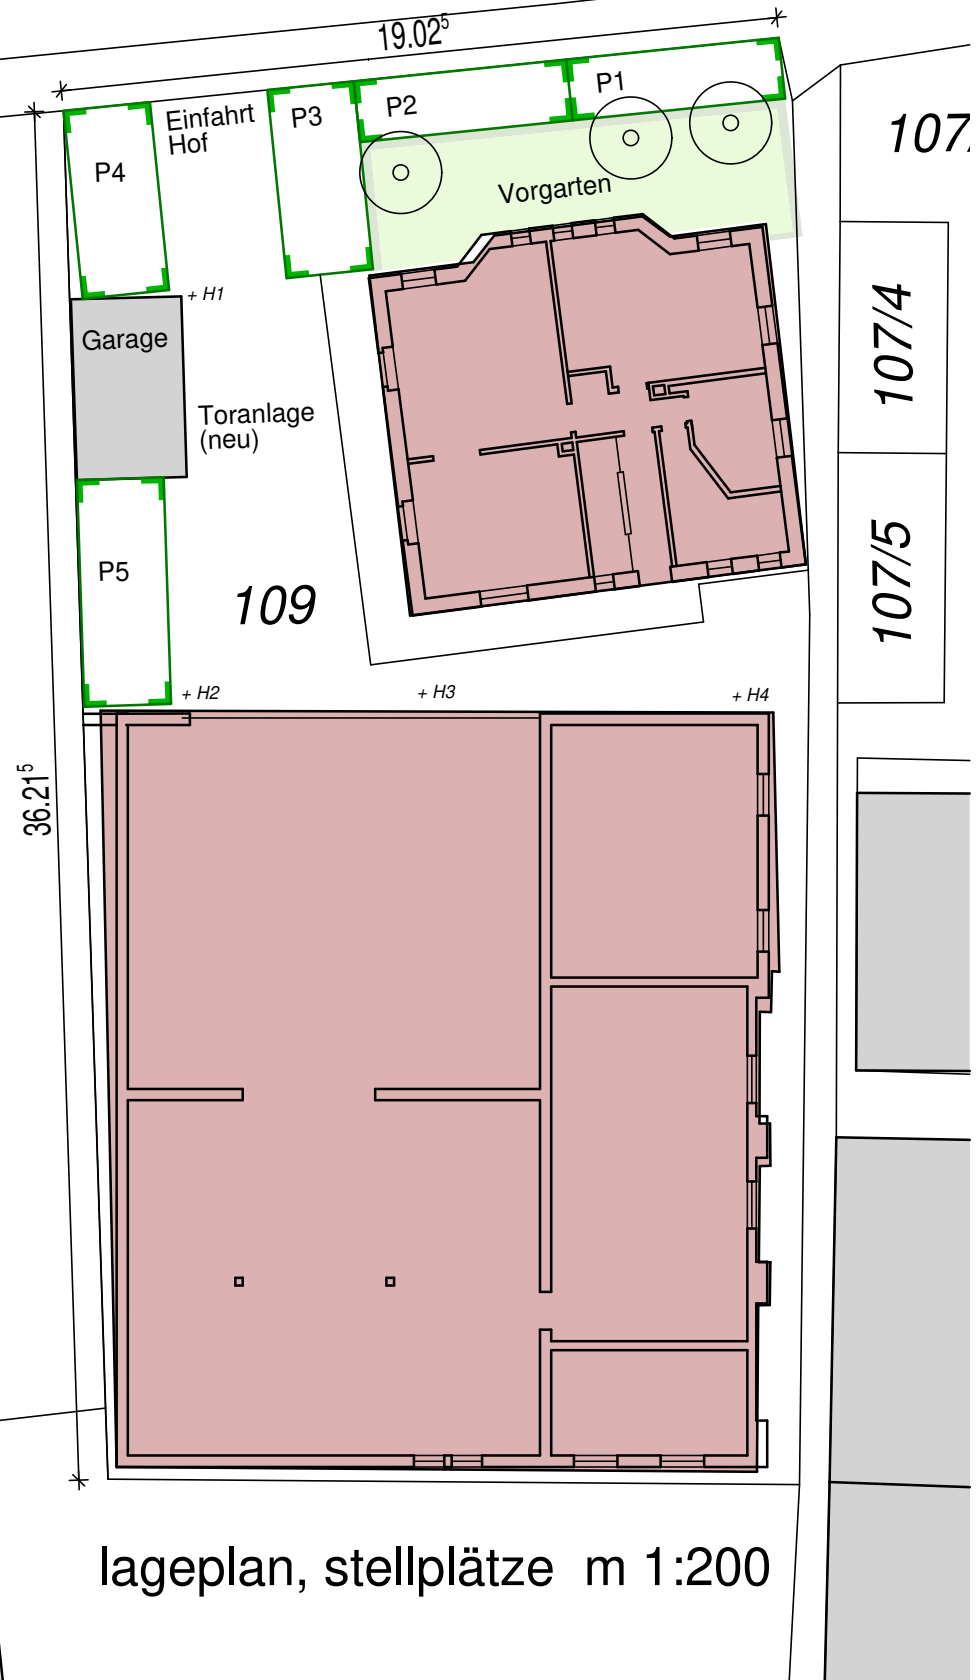 19.02⁵
P1
P2
P3
Einfahrt
Hof
P4
107
Vorgarten
+ H1
Garage
107/4
Toranlage
(neu)
107/5
P5
109
+ H2
+ H3
+ H4
36.21⁵
lageplan, stellplätze m 1:200